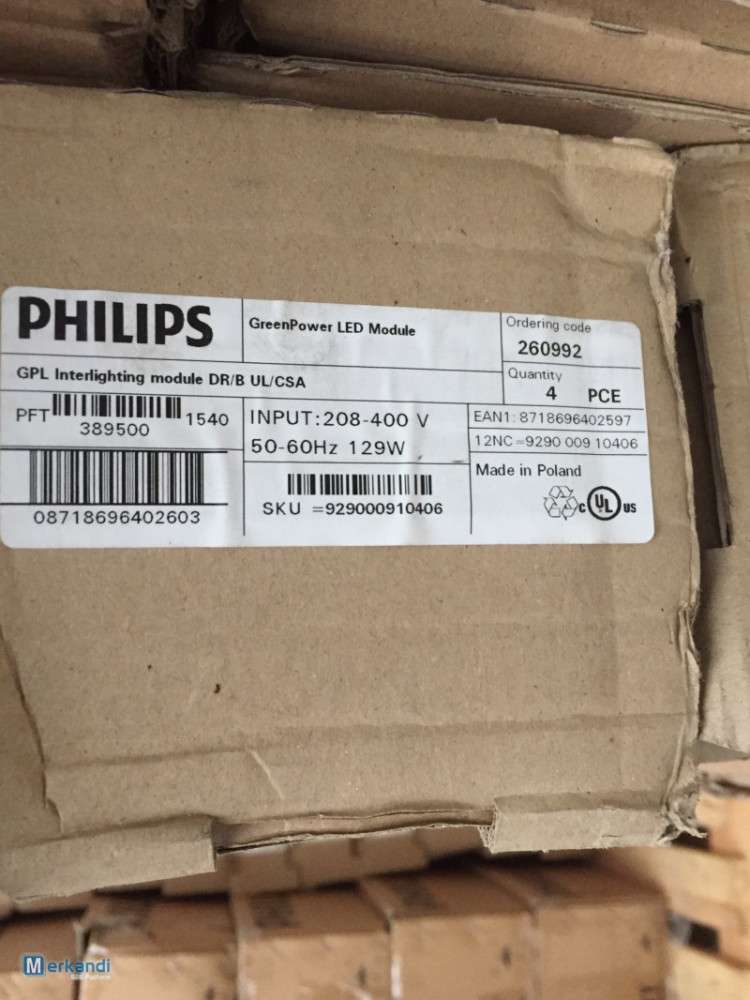 PHILIPS
GreenPower LED Module
Ordering code
260992
GPL Interlighting module DR/B UL/CSA
Quantity
4 PCE
PFT
389500
1540
INPUT:208-400 V
50-60Hz 129W
EAN1: 8718696402597
12NC =9290 009 10406
Made in Poland
08718696402603
SKU =929000910406
c UL us
Merkandi